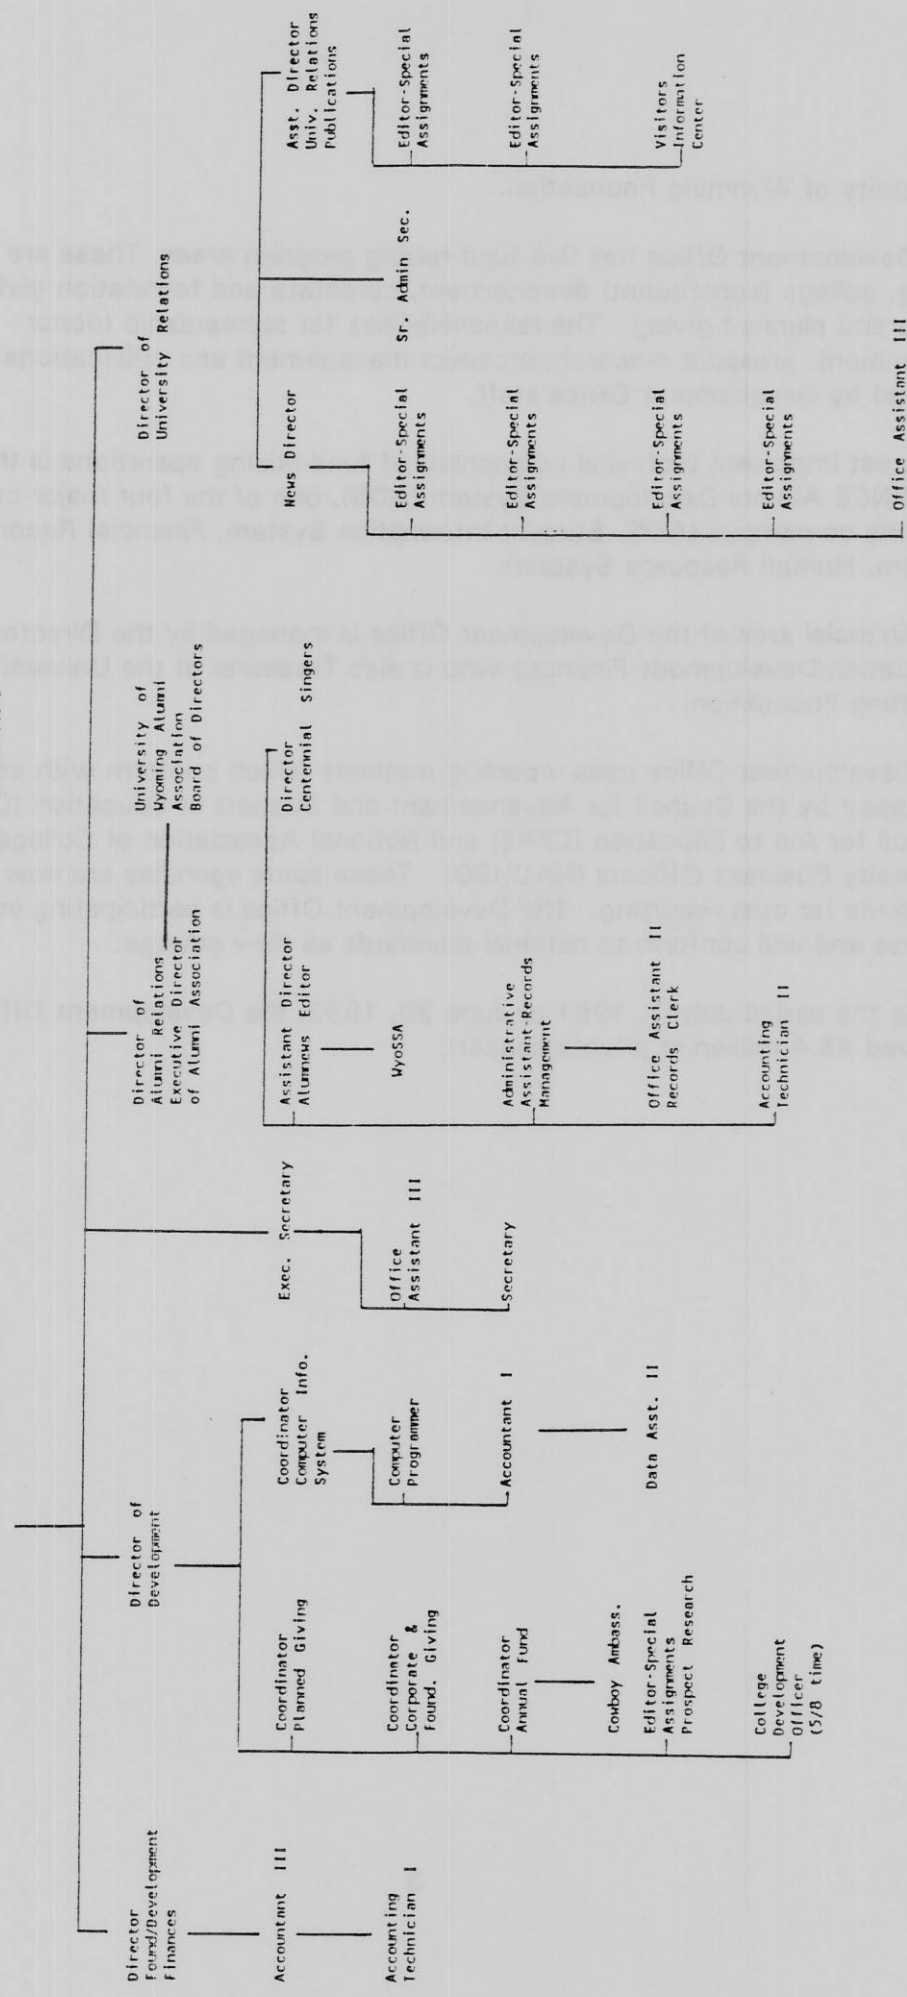 Director
Found/Development
Finances
Accountant III
Accounting
Technician I
Director of
Development
Coordinator
Planned Giving
Coordinator
Corporate &
Found. Giving
Coordinator
Annual Fund
Cowboy Ambass.
Editor-Special
Assignments
Prospect Research
College
Development
Officer
(5/8 time)
Coordinator
Computer Info.
System
Computer
Programmer
Accountant I
Data Asst. II
Exec. Secretary
Office
Assistant III
Secretary
Director of
Alumni Relations
Executive Director
of Alumni Association
University of
Wyoming Alumni
Association
Board of Directors
Assistant Director
Alumnews Editor
WyoSSA
Administrative
Assistant-Records
Management
Office Assistant II
Records Clerk
Accounting
Technician II
Director
Centennial Singers
Director of
University Relations
News Director
Editor-Special
Assignments
Editor-Special
Assignments
Editor-Special
Assignments
Editor-Special
Assignments
Office Assistant III
Sr. Admin Sec.
Asst. Director
Univ. Relations
Publications
Editor-Special
Assignments
Editor-Special
Assignments
Visitors
Information
Center